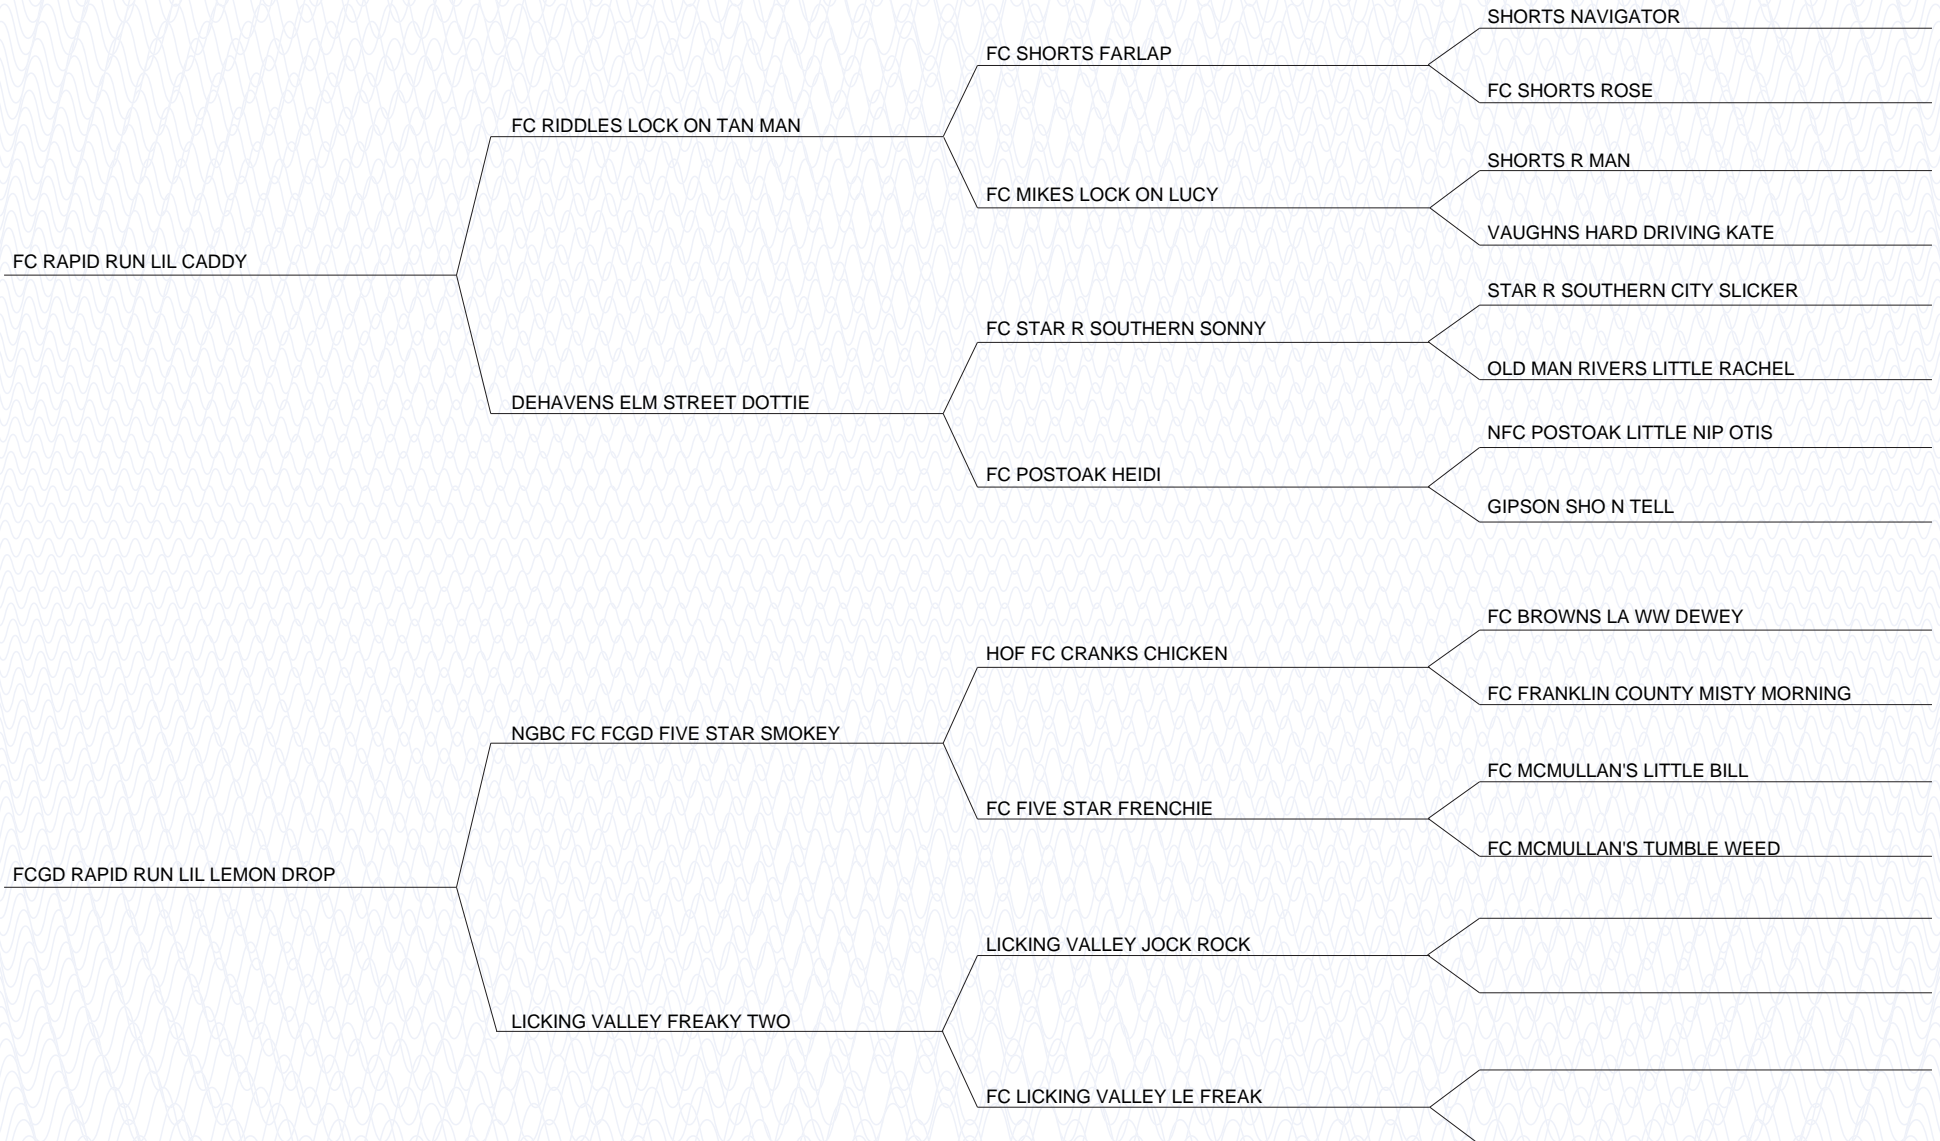 SHORTS NAVIGATOR
FC SHORTS FARLAP
FC SHORTS ROSE
FC RIDDLES LOCK ON TAN MAN
SHORTS R MAN
FC MIKES LOCK ON LUCY
VAUGHNS HARD DRIVING KATE
FC RAPID RUN LIL CADDY
STAR R SOUTHERN CITY SLICKER
FC STAR R SOUTHERN SONNY
OLD MAN RIVERS LITTLE RACHEL
DEHAVENS ELM STREET DOTTIE
NFC POSTOAK LITTLE NIP OTIS
FC POSTOAK HEIDI
GIPSON SHO N TELL
FC BROWNS LA WW DEWEY
HOF FC CRANKS CHICKEN
FC FRANKLIN COUNTY MISTY MORNING
NGBC FC FCGD FIVE STAR SMOKEY
FC MCMULLAN'S LITTLE BILL
FC FIVE STAR FRENCHIE
FC MCMULLAN'S TUMBLE WEED
FCGD RAPID RUN LIL LEMON DROP
LICKING VALLEY JOCK ROCK
LICKING VALLEY FREAKY TWO
FC LICKING VALLEY LE FREAK